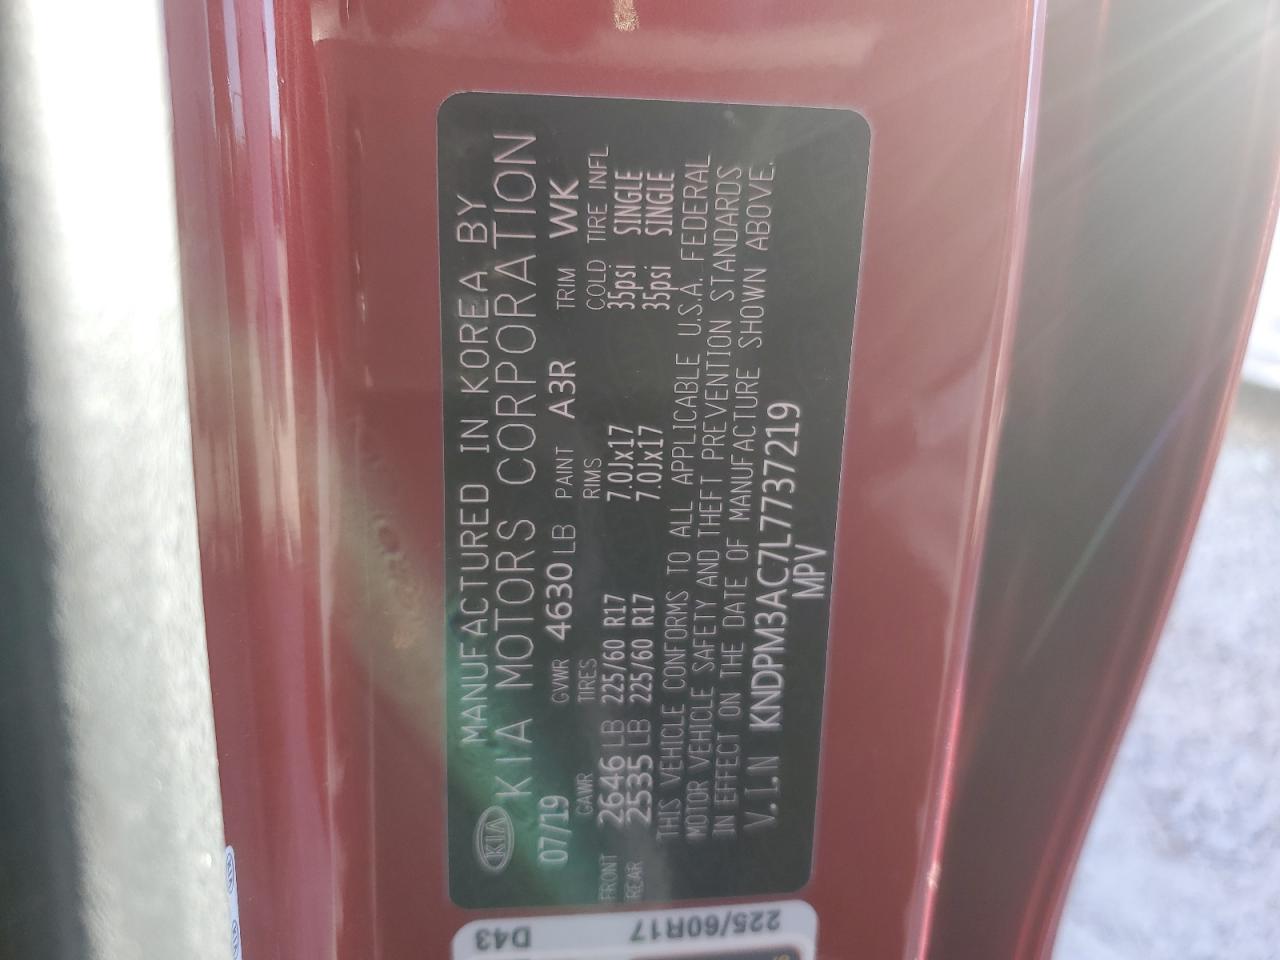 KIA
MANUFACTURED IN KOREA BY
KIA MOTORS CORPORATION
07/19 GVWR 4630 LB PAINT A3R TRIM WK
GAWR TIRES RIMS COLD TIRE INFL
FRONT 2646 LB 225/60 R17 7.0Jx17 35psi SINGLE
REAR 2535 LB 225/60 R17 7.0Jx17 35psi SINGLE
THIS VEHICLE CONFORMS TO ALL APPLICABLE U.S.A. FEDERAL
MOTOR VEHICLE SAFETY AND THEFT PREVENTION STANDARDS
IN EFFECT ON THE DATE OF MANUFACTURE SHOWN ABOVE.
V.I.N KNDPM3AC7L7737219
MPV
225/60R17 D43